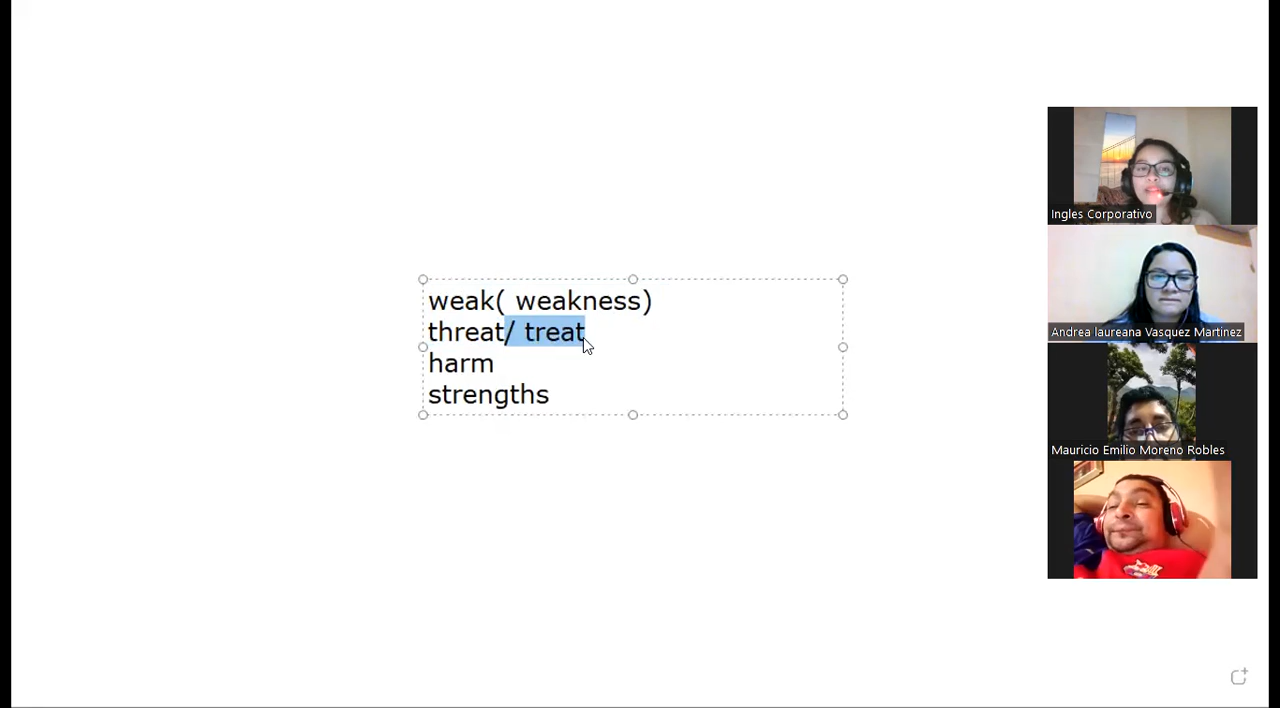 weak( weakness)
threat/ treat
harm
strengths
Ingles Corporativo
Andrea laureana Vasquez Martinez
Mauricio Emilio Moreno Robles